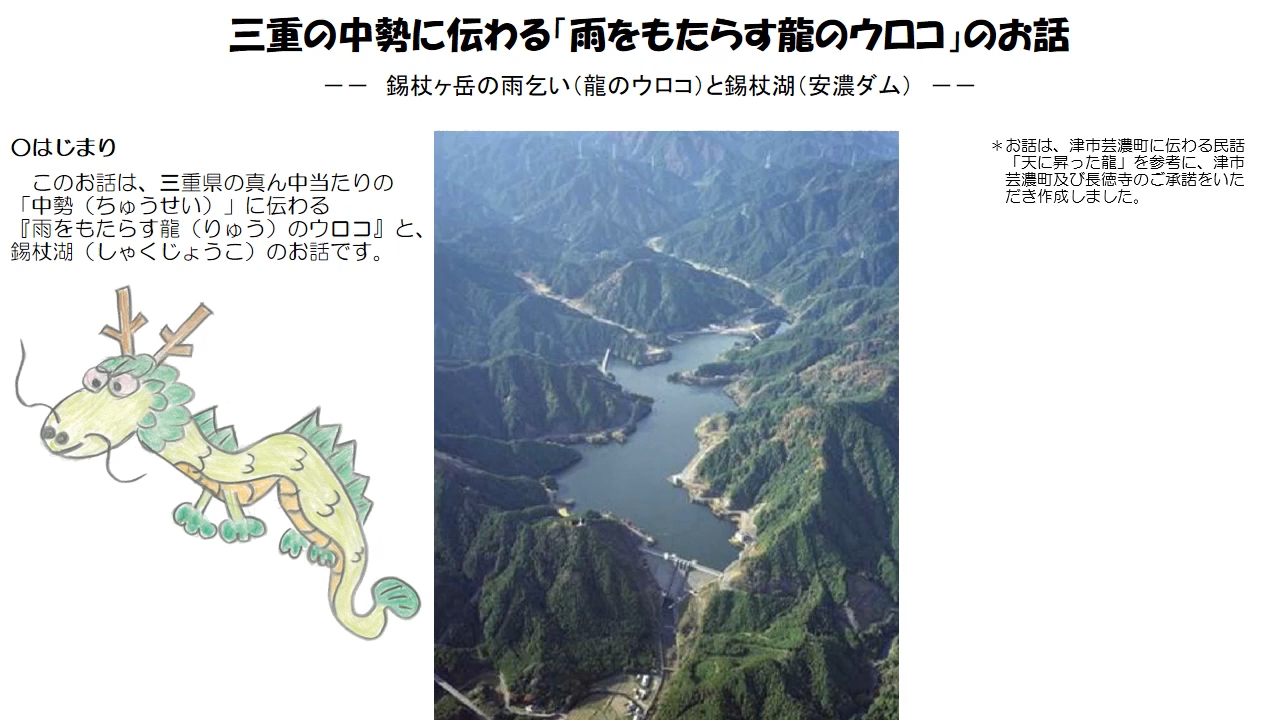 三重の中勢に伝わる「雨をもたらす龍のウロコ」のお話
－－　錫杖ヶ岳の雨乞い（龍のウロコ）と錫杖湖（安濃ダム）　－－
〇はじまり
　このお話は、三重県の真ん中当たりの
「中勢（ちゅうせい）」に伝わる
『雨をもたらす龍（りゅう）のウロコ』と、
錫杖湖（しゃくじょうこ）のお話です。
＊お話は、津市芸濃町に伝わる民話
「天に昇った龍」を参考に、津市
芸濃町及び長徳寺のご承諾をいた
だき作成しました。